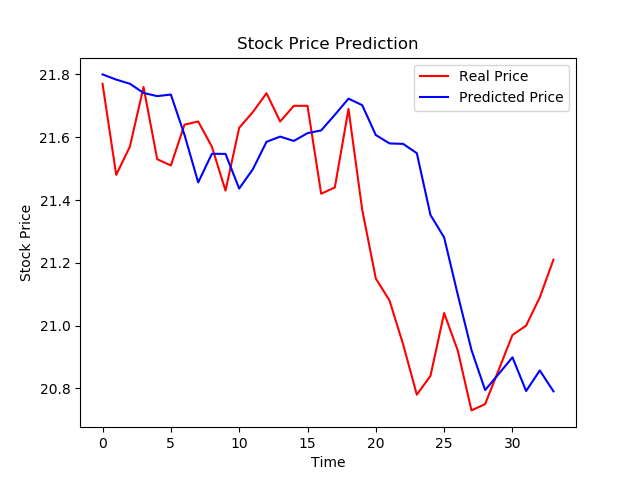 Stock Price Prediction
Real Price
Predicted Price
21.8
21.6
21.4
21.2
21.0
20.8
Stock Price
0 5 10 15 20 25 30
Time